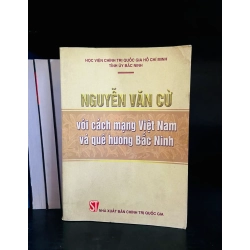 HỌC VIỆN CHÍNH TRỊ QUỐC GIA HỒ CHÍ MINH
TỈNH ỦY BẮC NINH
NGUYỄN VĂN CỪ
với cách mạng Việt Nam
và quê hương Bắc Ninh
NHÀ XUẤT BẢN CHÍNH TRỊ QUỐC GIA